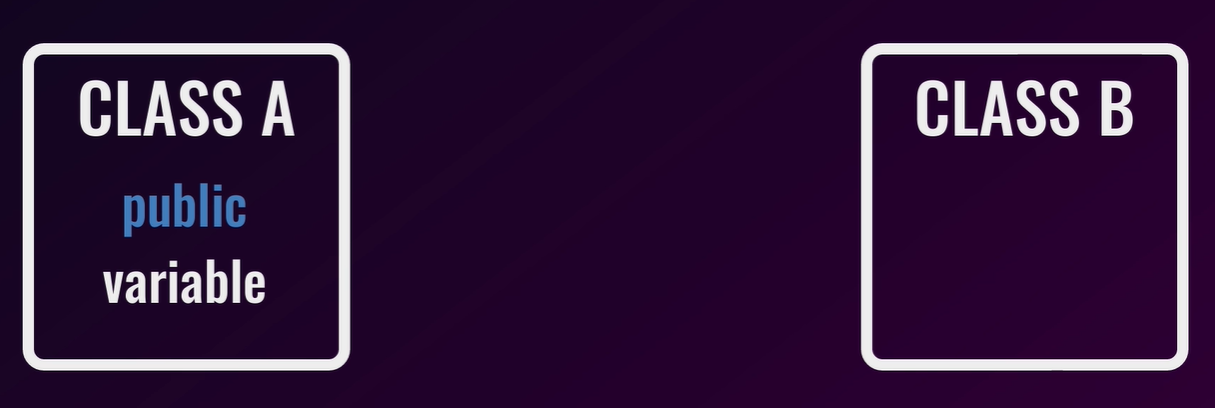 CLASS A
public
variable
CLASS B